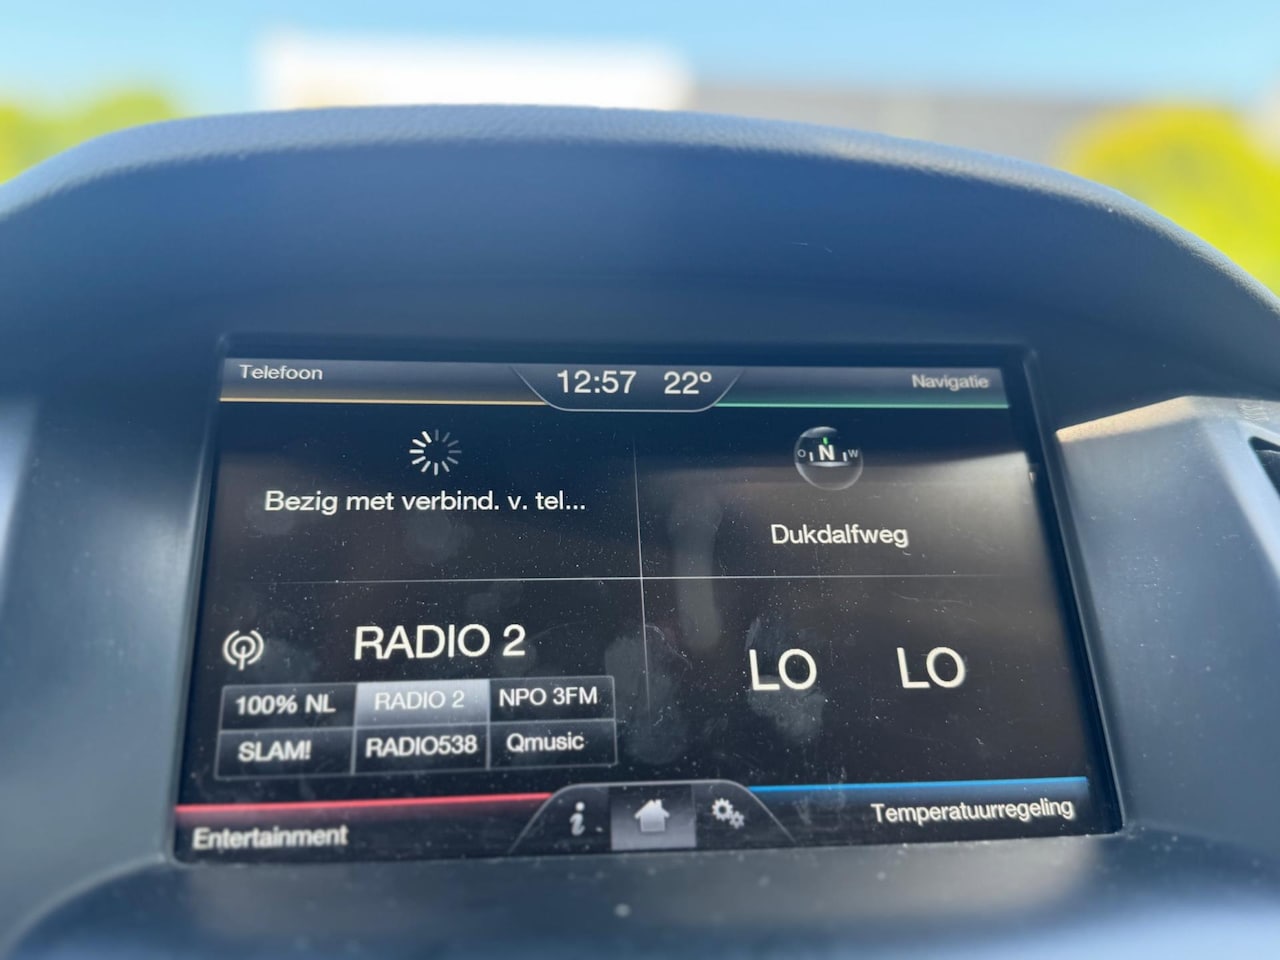 Telefoon
12:57 22°
Navigatie
Bezig met verbind. v. tel...
O N W
Dukdalfweg
RADIO 2
100% NL RADIO 2 NPO 3FM
SLAM! RADIO538 Qmusic
LO LO
Entertainment
i
Temperatuurregeling